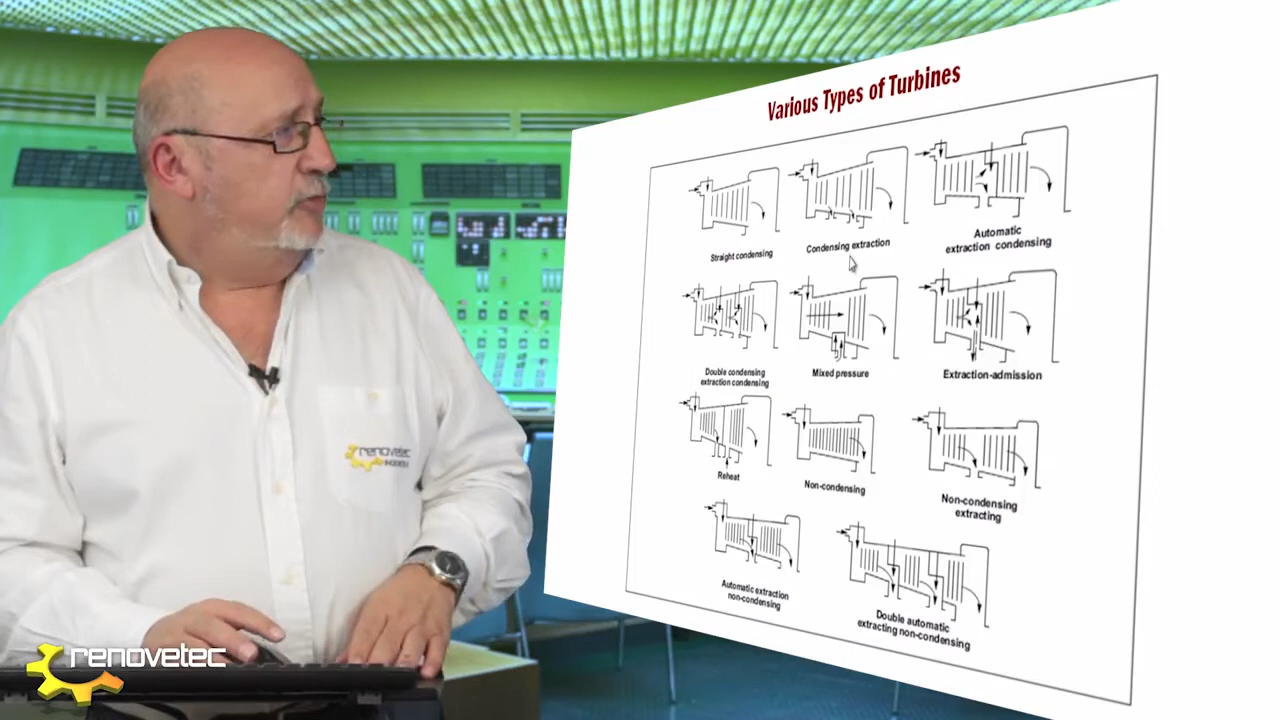 Various Types of Turbines
Straight condensing
Condensing extraction
Automatic
extraction condensing
Double condensing
extraction condensing
Mixed pressure
Extraction-admission
Reheat
Non-condensing
Non-condensing
extracting
Automatic extraction
non-condensing
Double automatic
extracting non-condensing
renovetec
renovetec